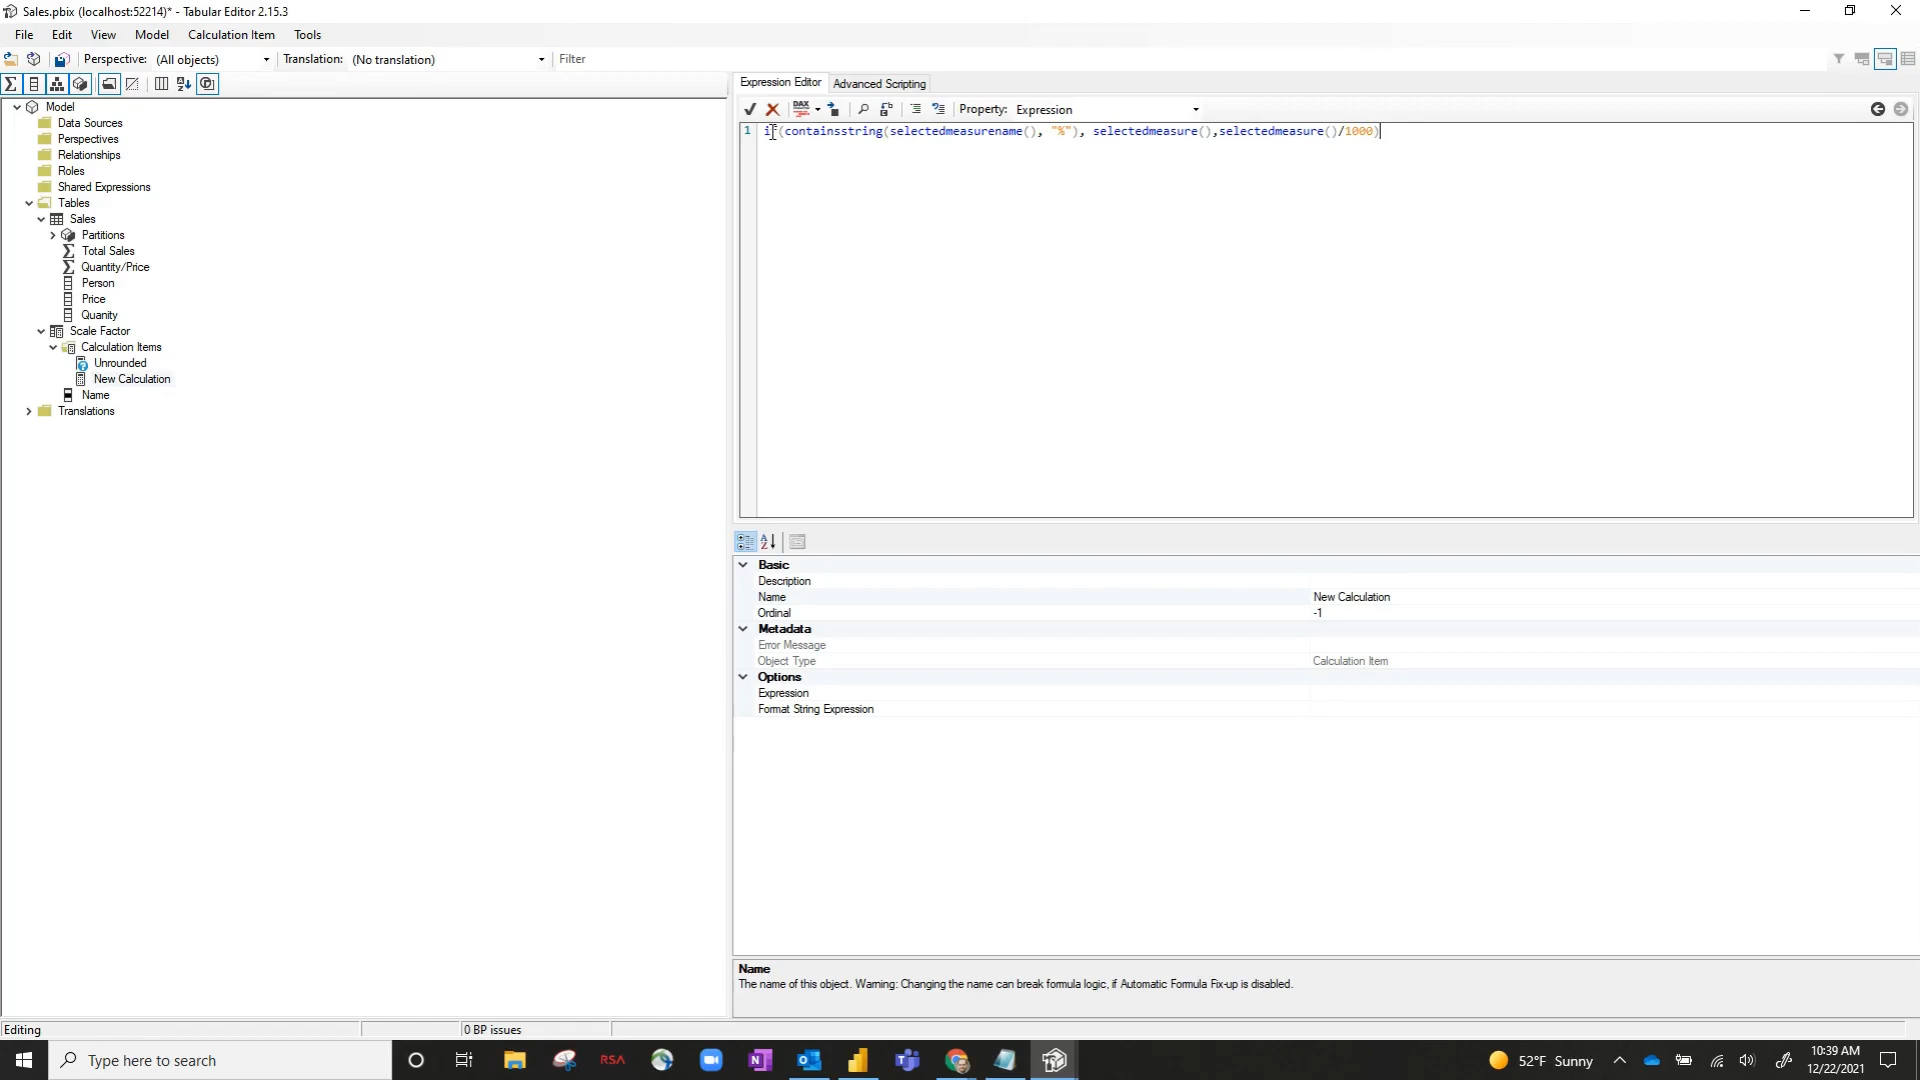 Sales.pbix (localhost:52214)* - Tabular Editor 2.15.3
File Edit View Model Calculation Item Tools
Perspective: (All objects) Translation: (No translation) Filter
Expression Editor Advanced Scripting
DAX Property: Expression
Model
Data Sources
Perspectives
Relationships
Roles
Shared Expressions
Tables
Sales
Partitions
Total Sales
Quantity/Price
Person
Price
Quanity
Scale Factor
Calculation Items
Unrounded
New Calculation
Name
Translations
1 if(containsstring(selectedmeasurename(), "%"), selectedmeasure(),selectedmeasure()/1000)
Basic
Description
Name New Calculation
Ordinal -1
Metadata
Error Message
Object Type Calculation Item
Options
Expression
Format String Expression
Name
The name of this object. Warning: Changing the name can break formula logic, if Automatic Formula Fix-up is disabled.
Editing 0 BP issues
Type here to search RSA 52°F Sunny 10:39 AM
12/22/2021